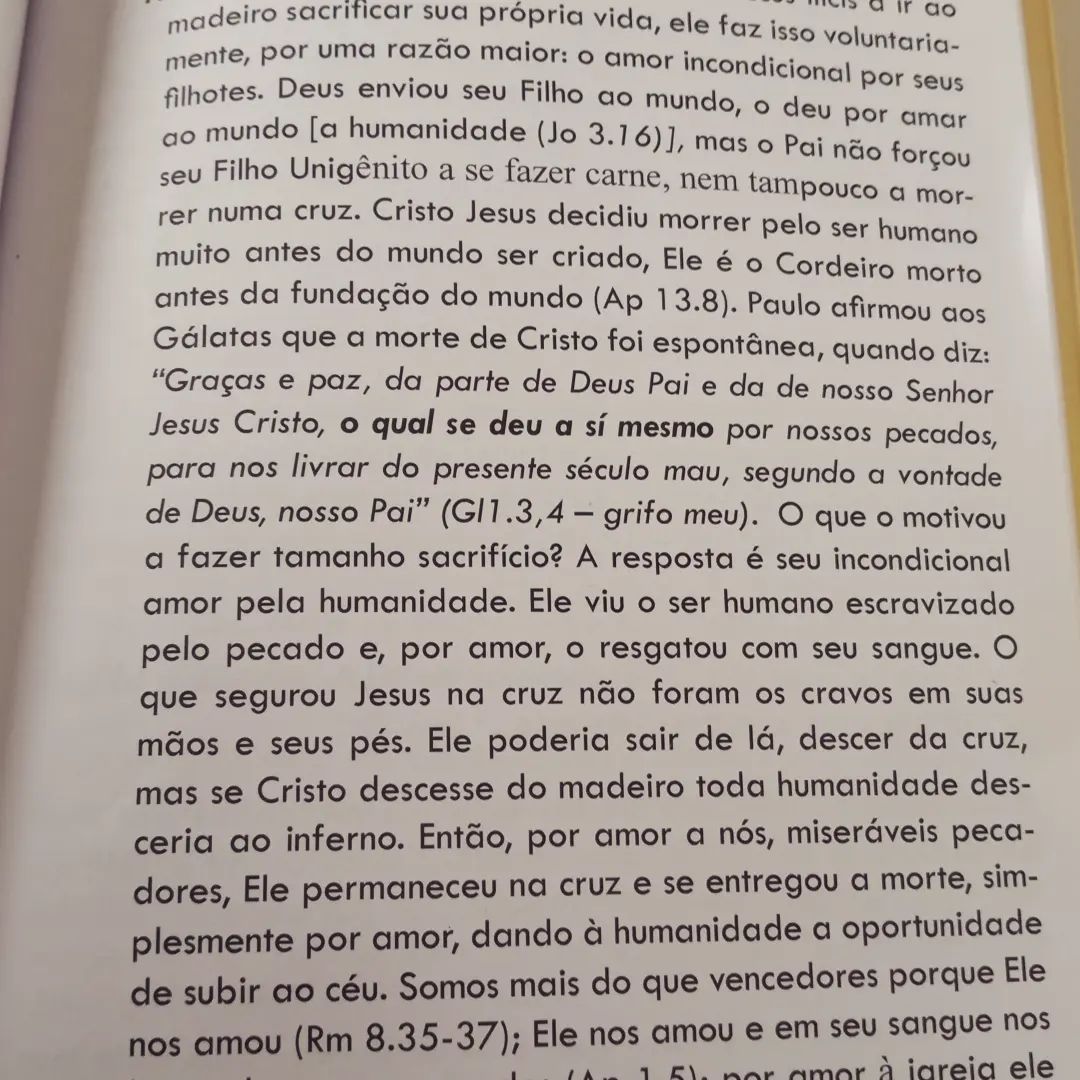 a ir ao
madeiro sacrificar sua própria vida, ele faz isso voluntaria-
mente, por uma razão maior: o amor incondicional por seus
filhotes. Deus enviou seu Filho ao mundo, o deu por amar
ao mundo [a humanidade (Jo 3.16)], mas o Pai não forçou
seu Filho Unigênito a se fazer carne, nem tampouco a mor-
rer numa cruz. Cristo Jesus decidiu morrer pelo ser humano
muito antes do mundo ser criado, Ele é o Cordeiro morto
antes da fundação do mundo (Ap 13.8). Paulo afirmou aos
Gálatas que a morte de Cristo foi espontânea, quando diz:
“Graças e paz, da parte de Deus Pai e da de nosso Senhor
Jesus Cristo, o qual se deu a sí mesmo por nossos pecados,
para nos livrar do presente século mau, segundo a vontade
de Deus, nosso Pai” (Gl1.3,4 – grifo meu). O que o motivou
a fazer tamanho sacrifício? A resposta é seu incondicional
amor pela humanidade. Ele viu o ser humano escravizado
pelo pecado e, por amor, o resgatou com seu sangue. O
que segurou Jesus na cruz não foram os cravos em suas
mãos e seus pés. Ele poderia sair de lá, descer da cruz,
mas se Cristo descesse do madeiro toda humanidade des-
ceria ao inferno. Então, por amor a nós, miseráveis peca-
dores, Ele permaneceu na cruz e se entregou a morte, sim-
plesmente por amor, dando à humanidade a oportunidade
de subir ao céu. Somos mais do que vencedores porque Ele
nos amou (Rm 8.35-37); Ele nos amou e em seu sangue nos
(Ap 1.5); por amor à igreja ele